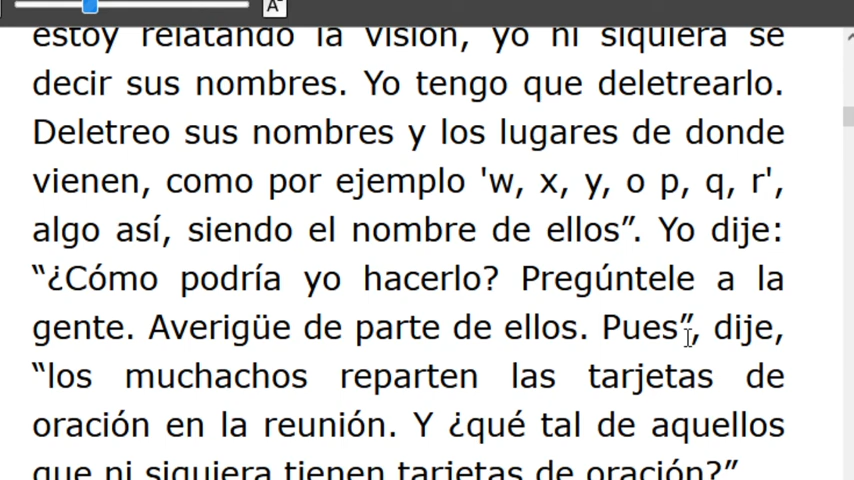 A
estoy relatando la visión, yo ni siquiera se
decir sus nombres. Yo tengo que deletrearlo.
Deletreo sus nombres y los lugares de donde
vienen, como por ejemplo 'w, x, y, o p, q, r',
algo así, siendo el nombre de ellos”. Yo dije:
“¿Cómo podría yo hacerlo? Pregúntele a la
gente. Averigüe de parte de ellos. Pues”, dije,
“los muchachos reparten las tarjetas de
oración en la reunión. Y ¿qué tal de aquellos
que ni siquiera tienen tarjetas de oración?”